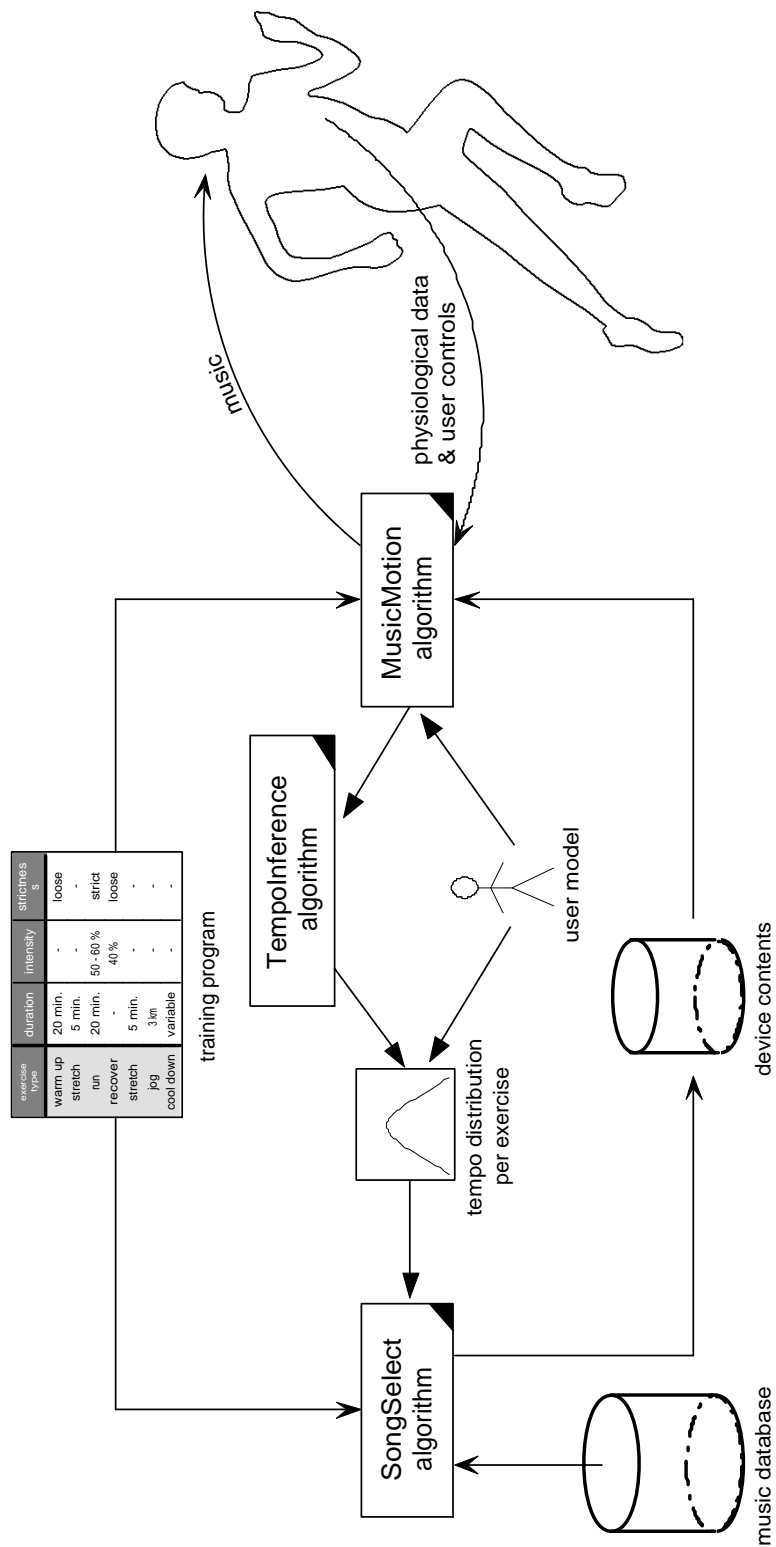 exercise type duration intensity strictnes s
warm up 20 min. - loose
stretch 5 min. - -
run 20 min. 50 - 60 % strict
recover - 40 % loose
stretch 5 min. - -
jog 3 km - -
cool down variable - -
training program
music
physiological data
& user controls
TempoInference
algorithm
MusicMotion
algorithm
SongSelect
algorithm
tempo distribution
per exercise
user model
music database
device contents